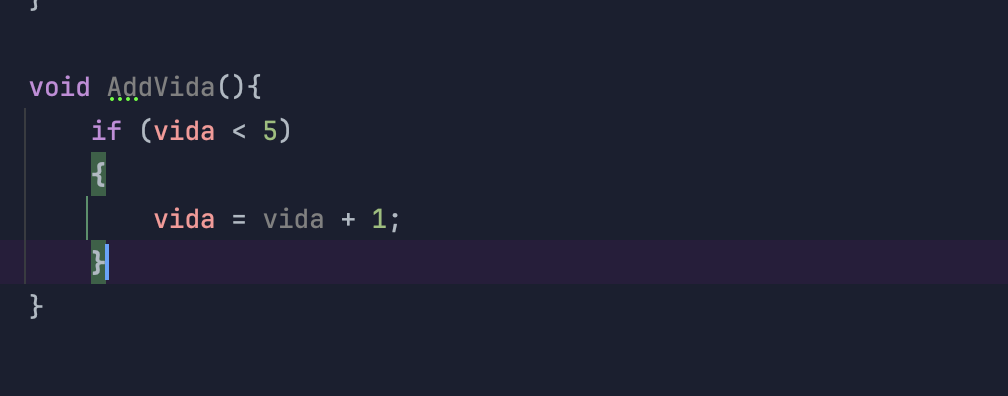 }
void AddVida(){
if (vida < 5)
{
vida = vida + 1;
}
}